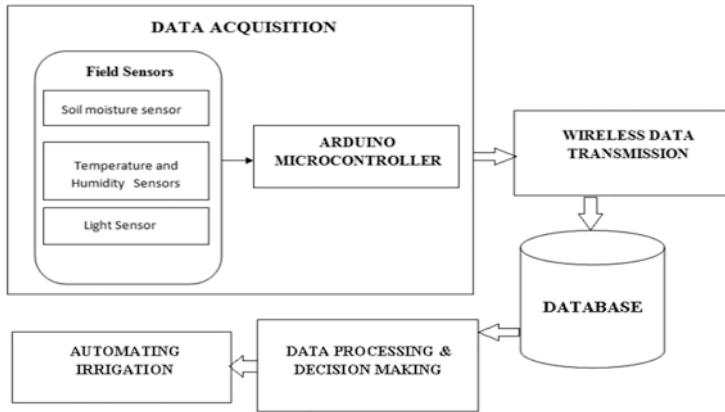 DATA ACQUISITION
Field Sensors
Soil moisture sensor
Temperature and
Humidity Sensors
Light Sensor
ARDUINO
MICROCONTROLLER
WIRELESS DATA
TRANSMISSION
DATABASE
DATA PROCESSING &
DECISION MAKING
AUTOMATING
IRRIGATION